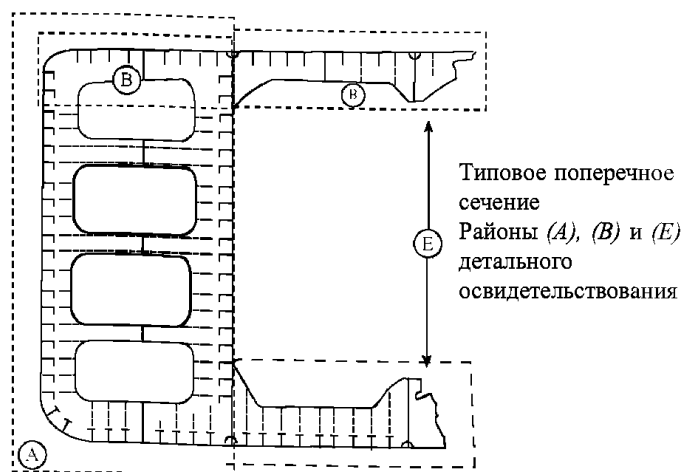 B
B
Типовое поперечное
сечение
Районы (A), (B) и (E)
E
детального
освидетельствования
A